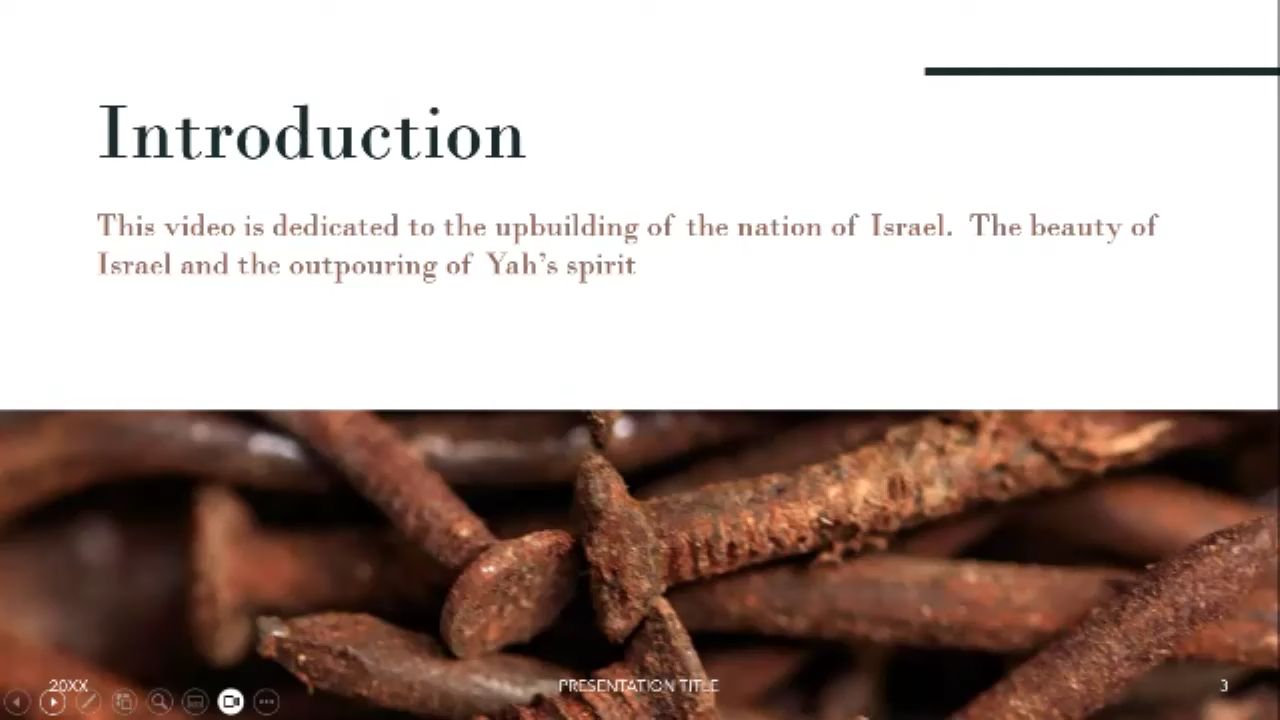 Introduction
This video is dedicated to the upbuilding of the nation of Israel. The beauty of
Israel and the outpouring of Yah’s spirit
20XX
PRESENTATION TITLE
3